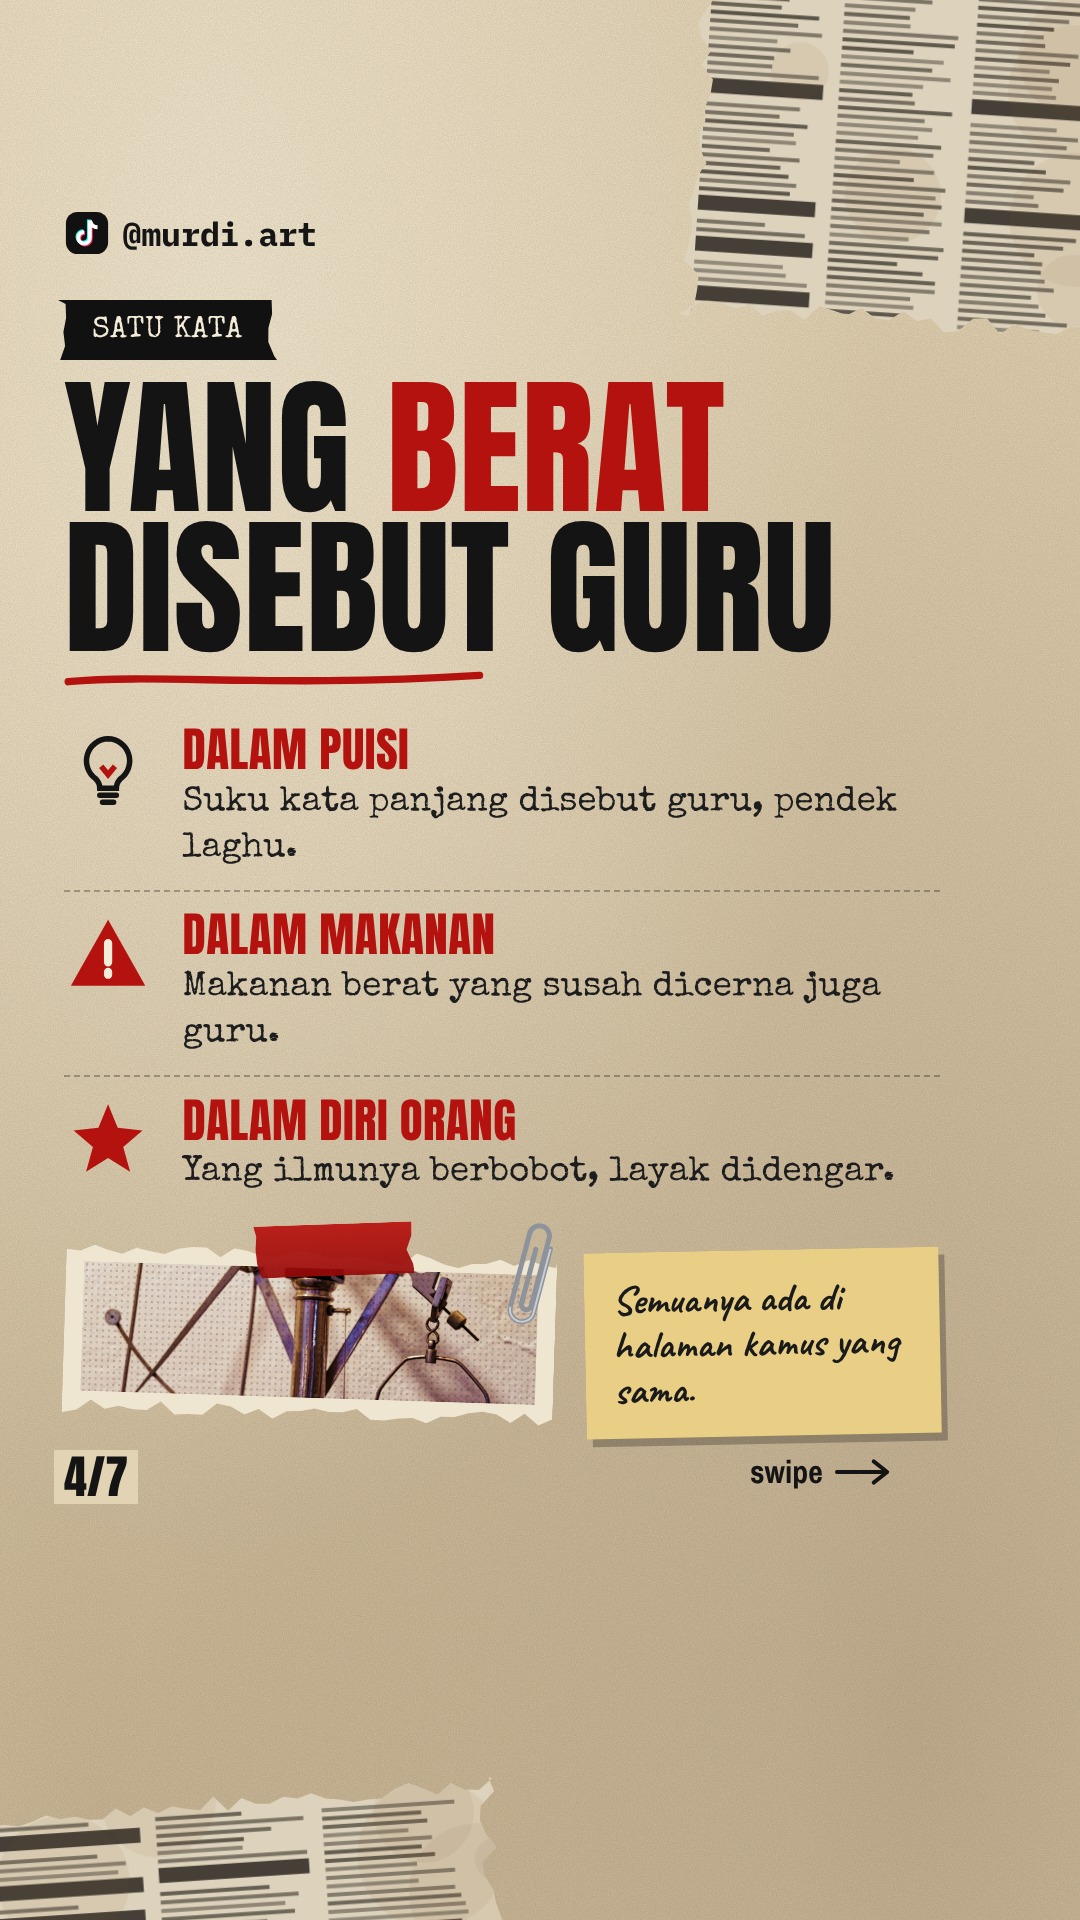 @murdi.art
SATU KATA
YANG BERAT
DISEBUT GURU
DALAM PUISI
Suku kata panjang disebut guru, pendek
laghu.
DALAM MAKANAN
Makanan berat yang susah dicerna juga
guru.
DALAM DIRI ORANG
Yang ilmunya berbobot, layak didengar.
Semuanya ada di
halaman kamus yang
sama.
4/7
swipe